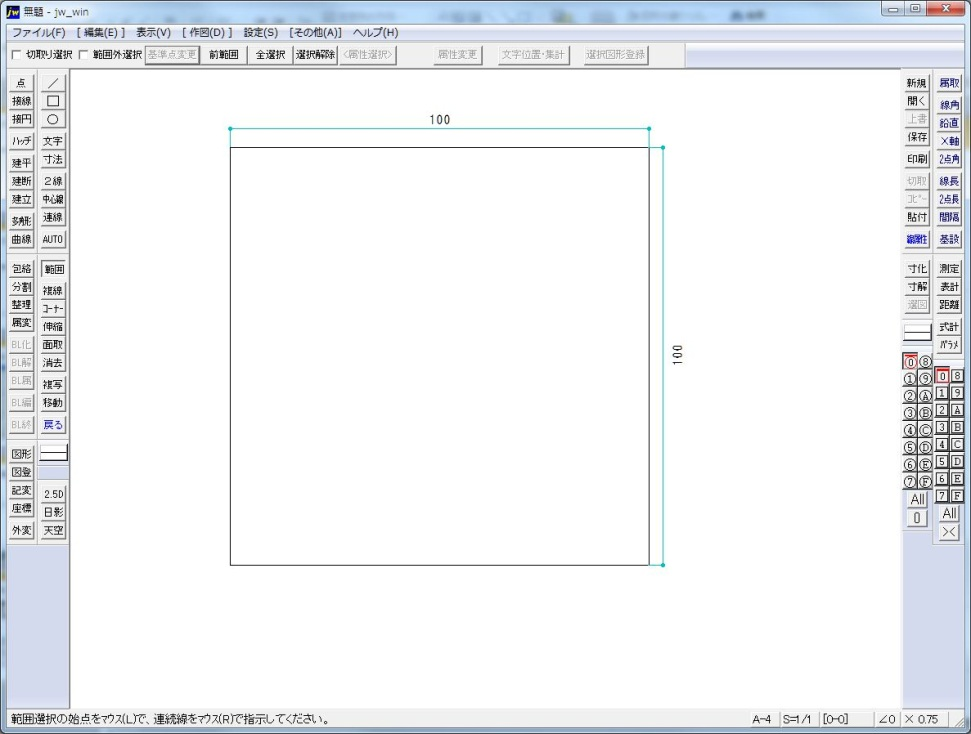 無題 - jw_win
ファイル(F) [編集(E)] 表示(V) [作図(D)] 設定(S) [その他(A)] ヘルプ(H)
切取り選択 範囲外選択 基準点変更 前範囲 全選択 選択解除 <属性選択> 属性変更 文字位置・集計 選択図形登録
点
接線
接円
ハッチ
建平
建断
建立
多角形
曲線
包絡
分割
整理
属変
BL化
BL解
BL属
BL編
BL終
図形
図登
記変
座標
外変
／
□
○
文字
寸法
2線
中心線
連線
AUTO
範囲
複線
コーナー
伸縮
面取
消去
複写
移動
戻る
2.5D
日影
天空
100
100
新規
開く
上書
保存
印刷
切取
コピー
貼付
線属性
寸化
寸解
選図
⓪ ⑧
① ⑨
② Ⓐ
③ Ⓑ
④ Ⓒ
⑤ Ⓓ
⑥ Ⓔ
⑦ Ⓕ
All
0
属取
線角
鉛直
X軸
2点角
線長
2点長
間隔
基設
測定
表計
距離
式計
パラメ
0 8
1 9
2 A
3 B
4 C
5 D
6 E
7 F
All
><
範囲選択の始点をマウス(L)で、連続線をマウス(R)で指示してください。
A-4 S=1/1 [0-0] ∠0 × 0.75